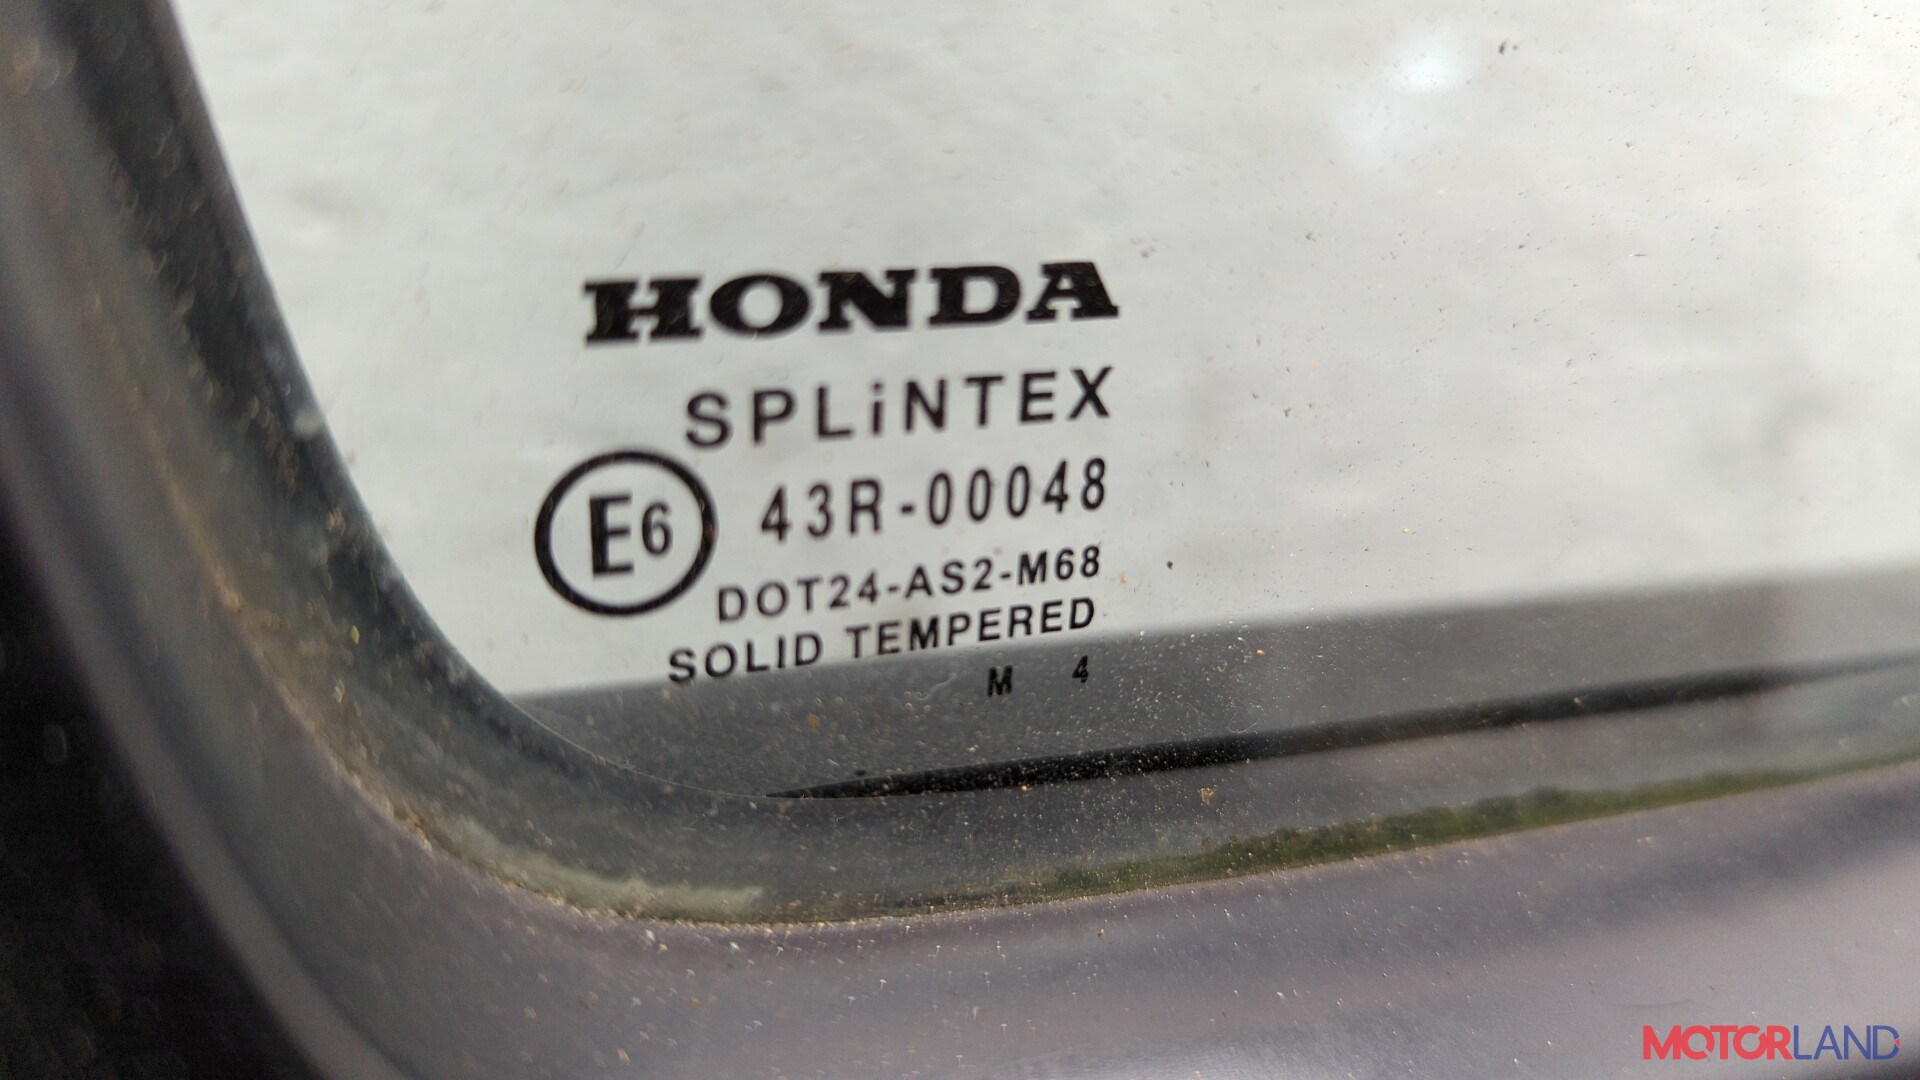 HONDA
SPLiNTEX
E6 43R-00048
DOT24-AS2-M68
SOLID TEMPERED
M 4
MOTORLAND